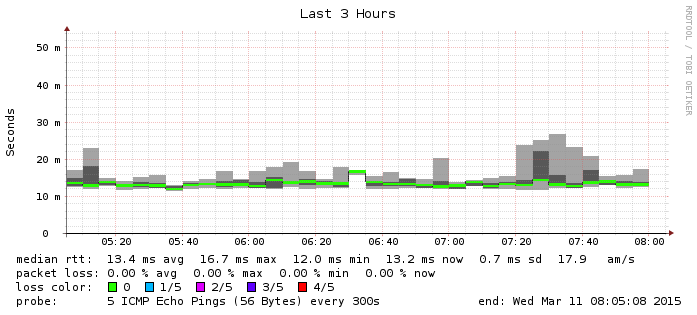 Last 3 Hours
RRDTOOL / TOBI OETIKER
Seconds
50 m
40 m
30 m
20 m
10 m
0
05:20 05:40 06:00 06:20 06:40 07:00 07:20 07:40 08:00
median rtt: 13.4 ms avg 16.7 ms max 12.0 ms min 13.2 ms now 0.7 ms sd 17.9 am/s
packet loss: 0.00 % avg 0.00 % max 0.00 % min 0.00 % now
loss color: 0 1/5 2/5 3/5 4/5
probe: 5 ICMP Echo Pings (56 Bytes) every 300s end: Wed Mar 11 08:05:08 2015